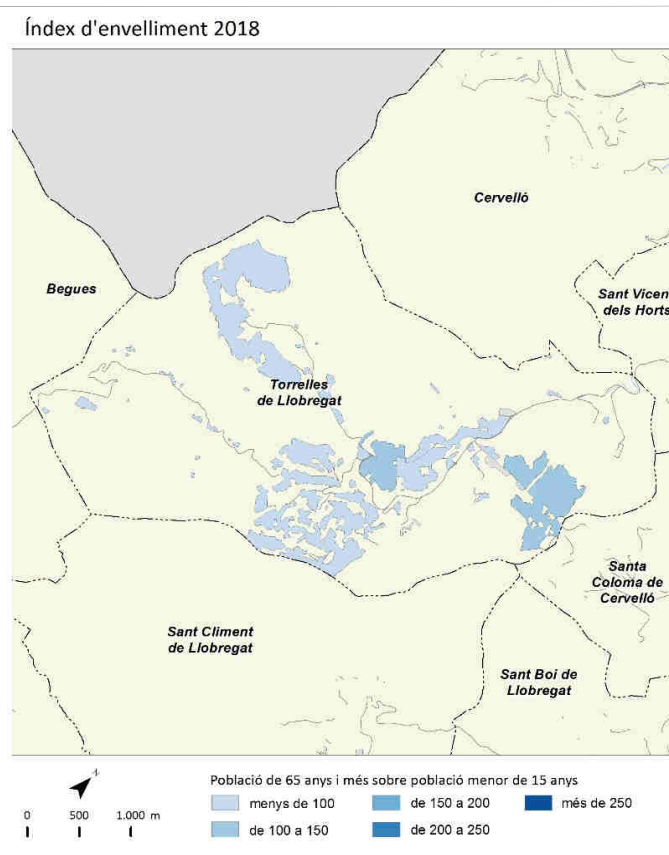 Índex d'envelliment 2018
Cervelló
Begues
Sant Vicen
dels Horts
Torrelles
de Llobregat
Santa
Coloma de
Cervelló
Sant Climent
de Llobregat
Sant Boi de
Llobregat
N
Població de 65 anys i més sobre població menor de 15 anys
0 500 1.000 m
menys de 100
de 150 a 200
més de 250
de 100 a 150
de 200 a 250